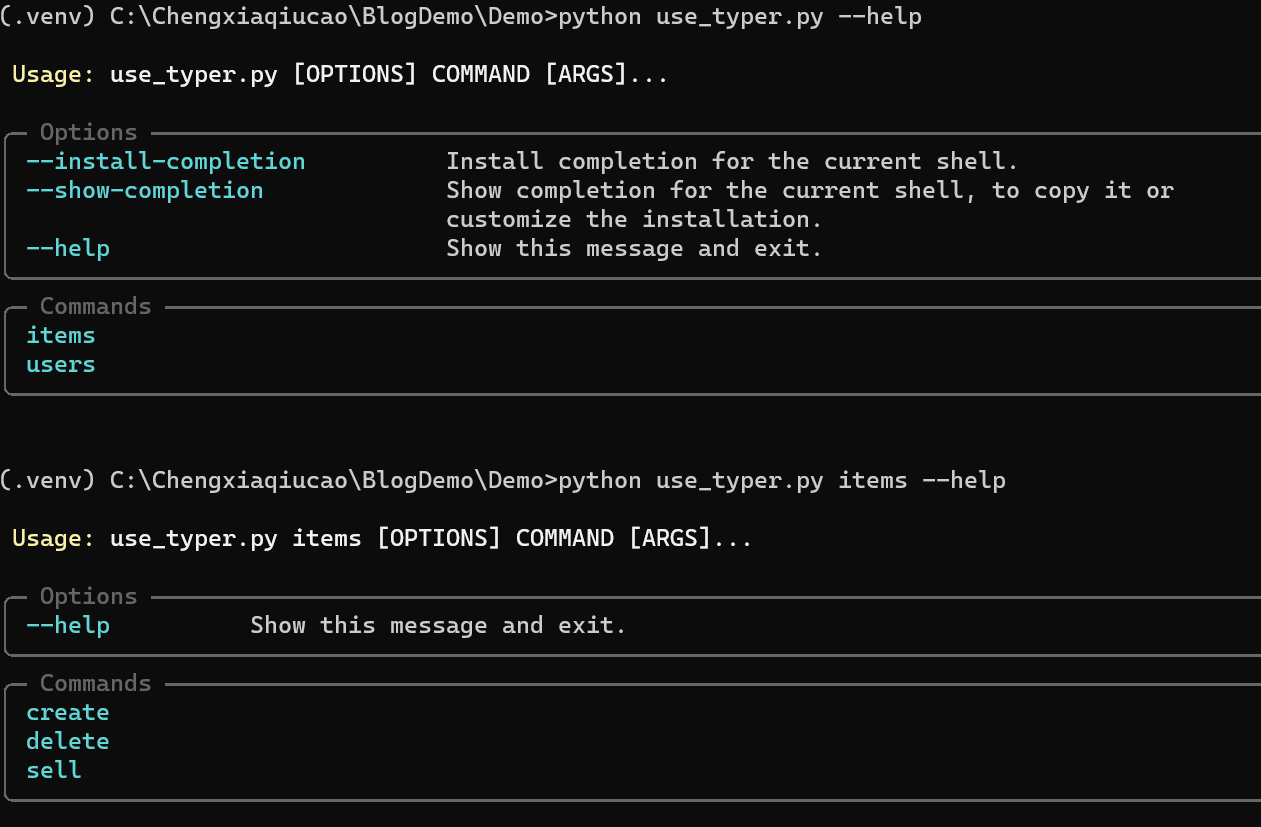 (.venv) C:\Chengxiaqiucao\BlogDemo\Demo>python use_typer.py --help
Usage: use_typer.py [OPTIONS] COMMAND [ARGS]...
Options
--install-completion Install completion for the current shell.
--show-completion Show completion for the current shell, to copy it or
customize the installation.
--help Show this message and exit.
Commands
items
users
(.venv) C:\Chengxiaqiucao\BlogDemo\Demo>python use_typer.py items --help
Usage: use_typer.py items [OPTIONS] COMMAND [ARGS]...
Options
--help Show this message and exit.
Commands
create
delete
sell